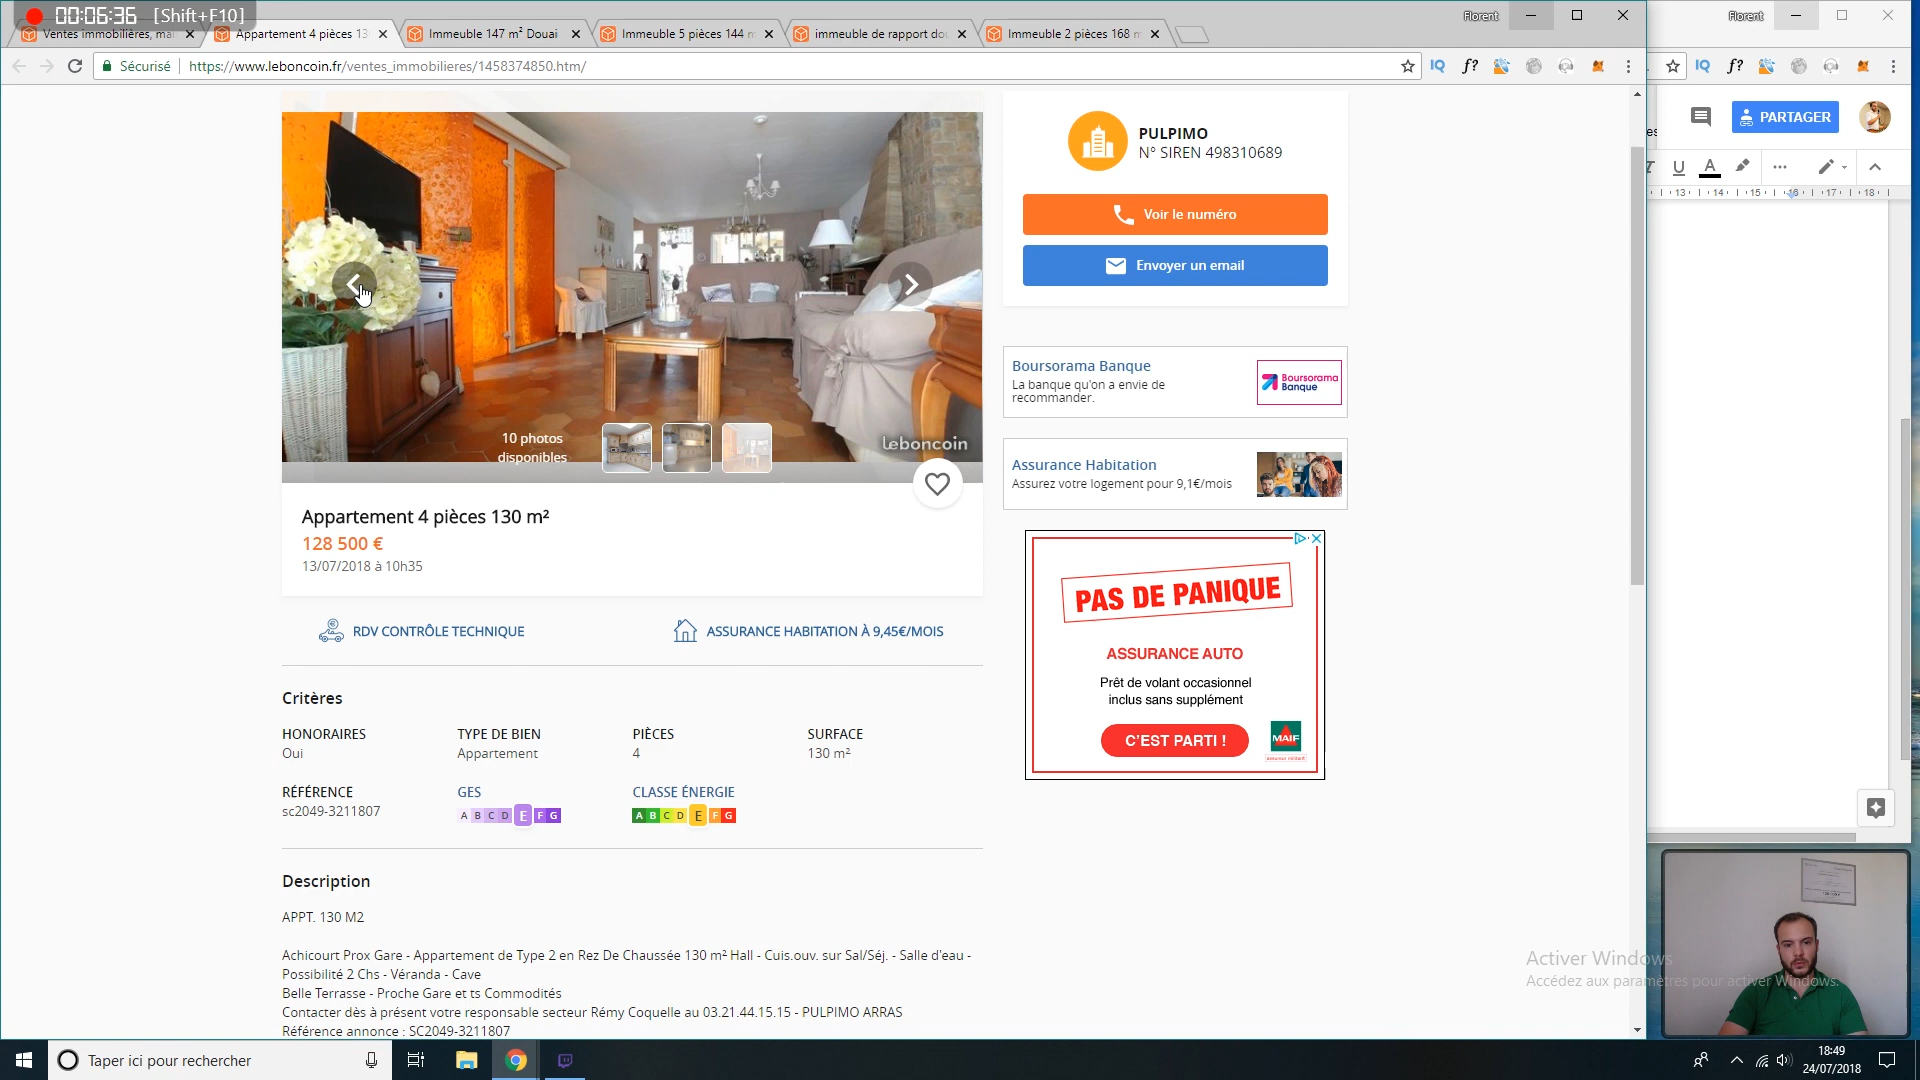 00:06:36 [Shift+F10]
Florent
Florent
Ventes immobilières, ma
Appartement 4 pièces 13
Immeuble 147 m² Douai
Immeuble 5 pièces 144 m
immeuble de rapport dou
Immeuble 2 pièces 168 m
Sécurisé
https://www.leboncoin.fr/ventes_immobilieres/1458374850.htm/
PARTAGER
13 14 15 16 17 18
PULPIMO
N° SIREN 498310689
Voir le numéro
Envoyer un email
Boursorama Banque
La banque qu'on a envie de
recommander.
Boursorama
Banque
Assurance Habitation
Assurez votre logement pour 9,1€/mois
10 photos
disponibles
leboncoin
Appartement 4 pièces 130 m²
128 500 €
13/07/2018 à 10h35
RDV CONTRÔLE TECHNIQUE
ASSURANCE HABITATION À 9,45€/MOIS
PAS DE PANIQUE
ASSURANCE AUTO
Prêt de volant occasionnel
inclus sans supplément
C'EST PARTI !
MAIF
Critères
HONORAIRES
Oui
TYPE DE BIEN
Appartement
PIÈCES
4
SURFACE
130 m²
RÉFÉRENCE
sc2049-3211807
GES
A B C D E F G
CLASSE ÉNERGIE
A B C D E F G
Description
APPT. 130 M2
Achicourt Prox Gare - Appartement de Type 2 en Rez De Chaussée 130 m² Hall - Cuis.ouv. sur Sal/Séj. - Salle d'eau -
Possibilité 2 Chs - Véranda - Cave
Belle Terrasse - Proche Gare et ts Commodités
Contacter dès à présent votre responsable secteur Rémy Coquelle au 03.21.44.15.15 - PULPIMO ARRAS
Référence annonce : SC2049-3211807
Activer Windows
Accédez aux paramètres pour activer Windows.
Taper ici pour rechercher
18:49
24/07/2018